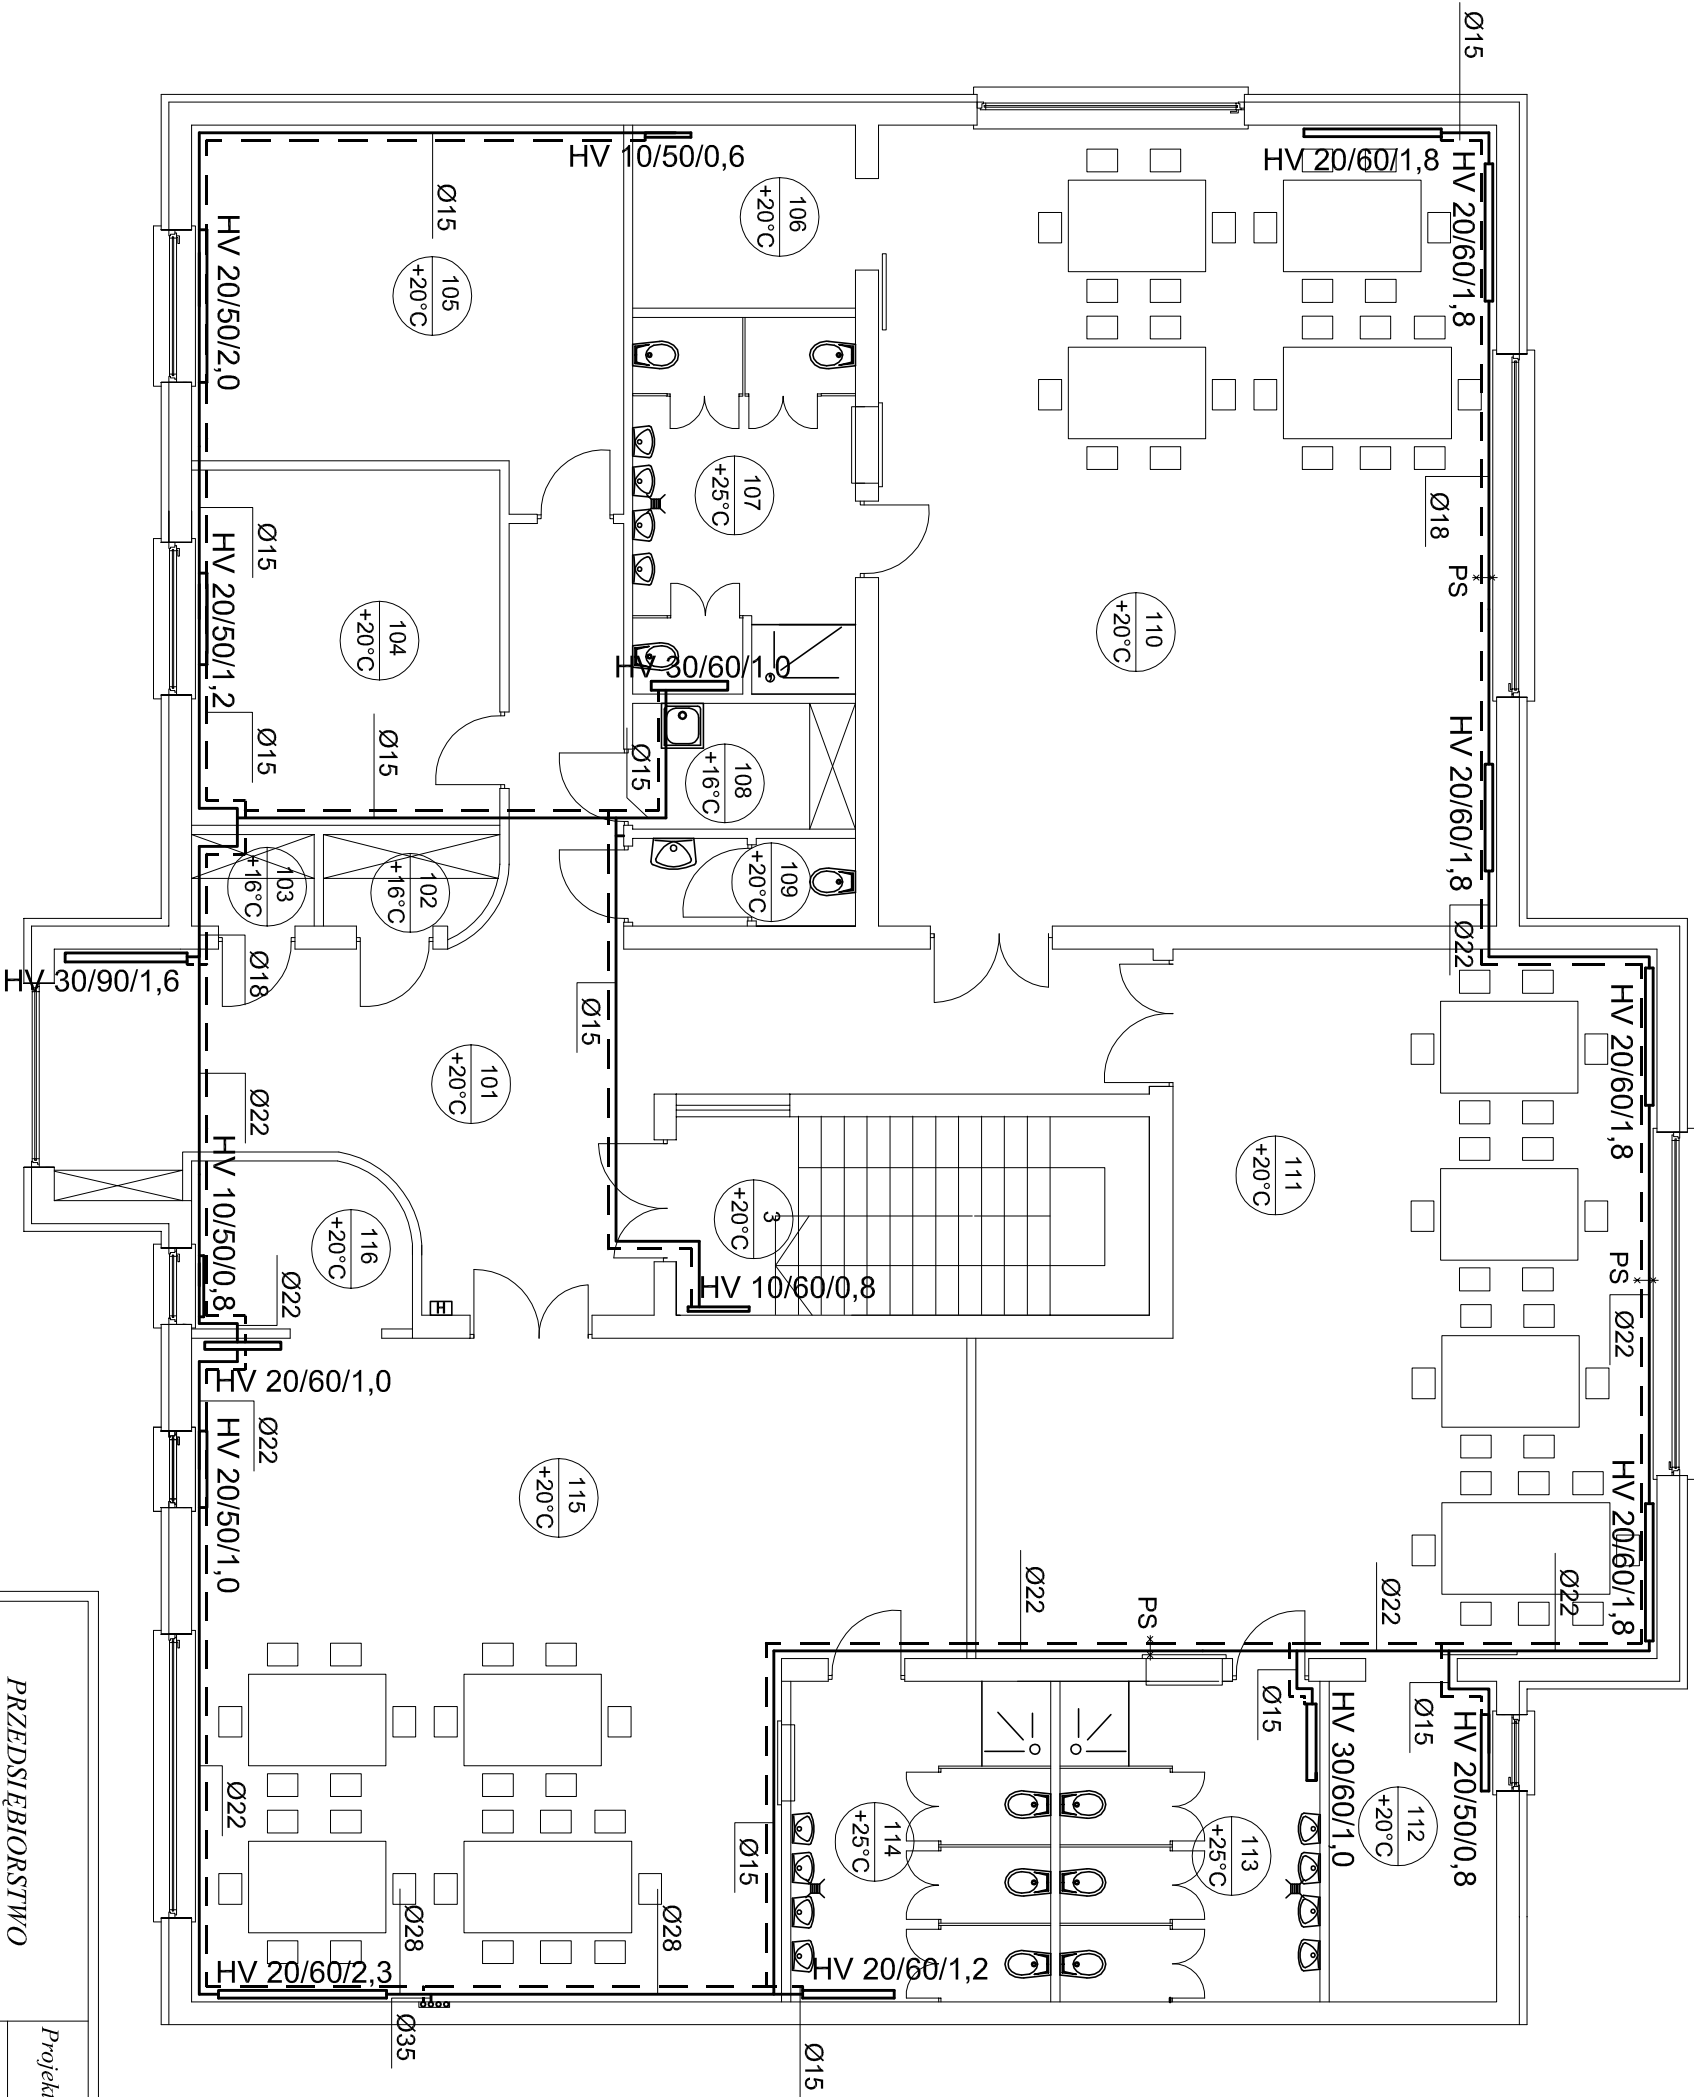 Ø15
HV 10/50/0,6
HV 20/60/1,8
HV 20/60/1,8
Ø15
106
+20°C
105
+20°C
HV 20/50/2,0
107
+25°C
Ø18
PS
Ø15
HV 20/50/1,2
104
+20°C
110
+20°C
HV 30/60/1,0
Ø15
Ø15
Ø15
108
+16°C
HV 20/60/1,8
103
+16°C
102
+16°C
109
+20°C
Ø22
HV 30/90/1,6
Ø18
Ø15
HV 20/60/1,8
101
+20°C
Ø22
HV 10/50/0,8
111
+20°C
3
+20°C
116
+20°C
Ø22
HV 10/60/0,8
PS
Ø22
H
HV 20/60/1,0
Ø22
HV 20/50/1,0
115
+20°C
HV 20/60/1,8
Ø22
PS
Ø22
Ø22
Ø15
HV 30/60/1,0
Ø15
HV 20/50/0,8
Ø22
Ø15
114
+25°C
113
+25°C
112
+20°C
Ø28
Ø28
HV 20/60/2,3
HV 20/60/1,2
Ø35
Ø15
PRZEDSIĘBIORSTWO